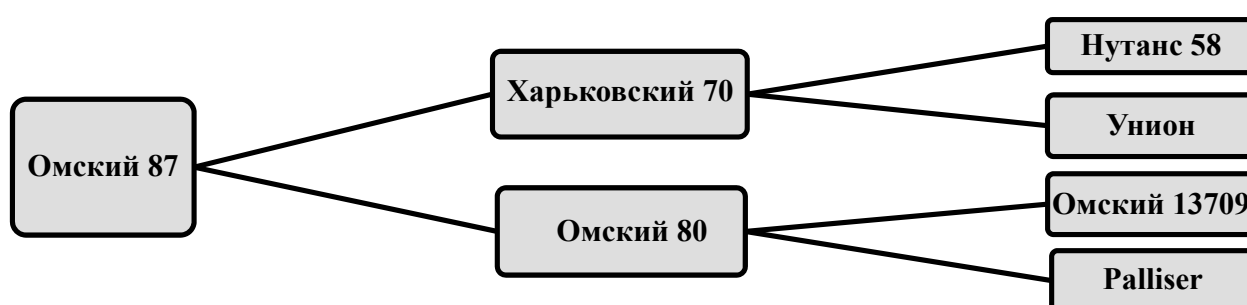 Омский 87
Харьковский 70
Омский 80
Нутанс 58
Унион
Омский 13709
Palliser